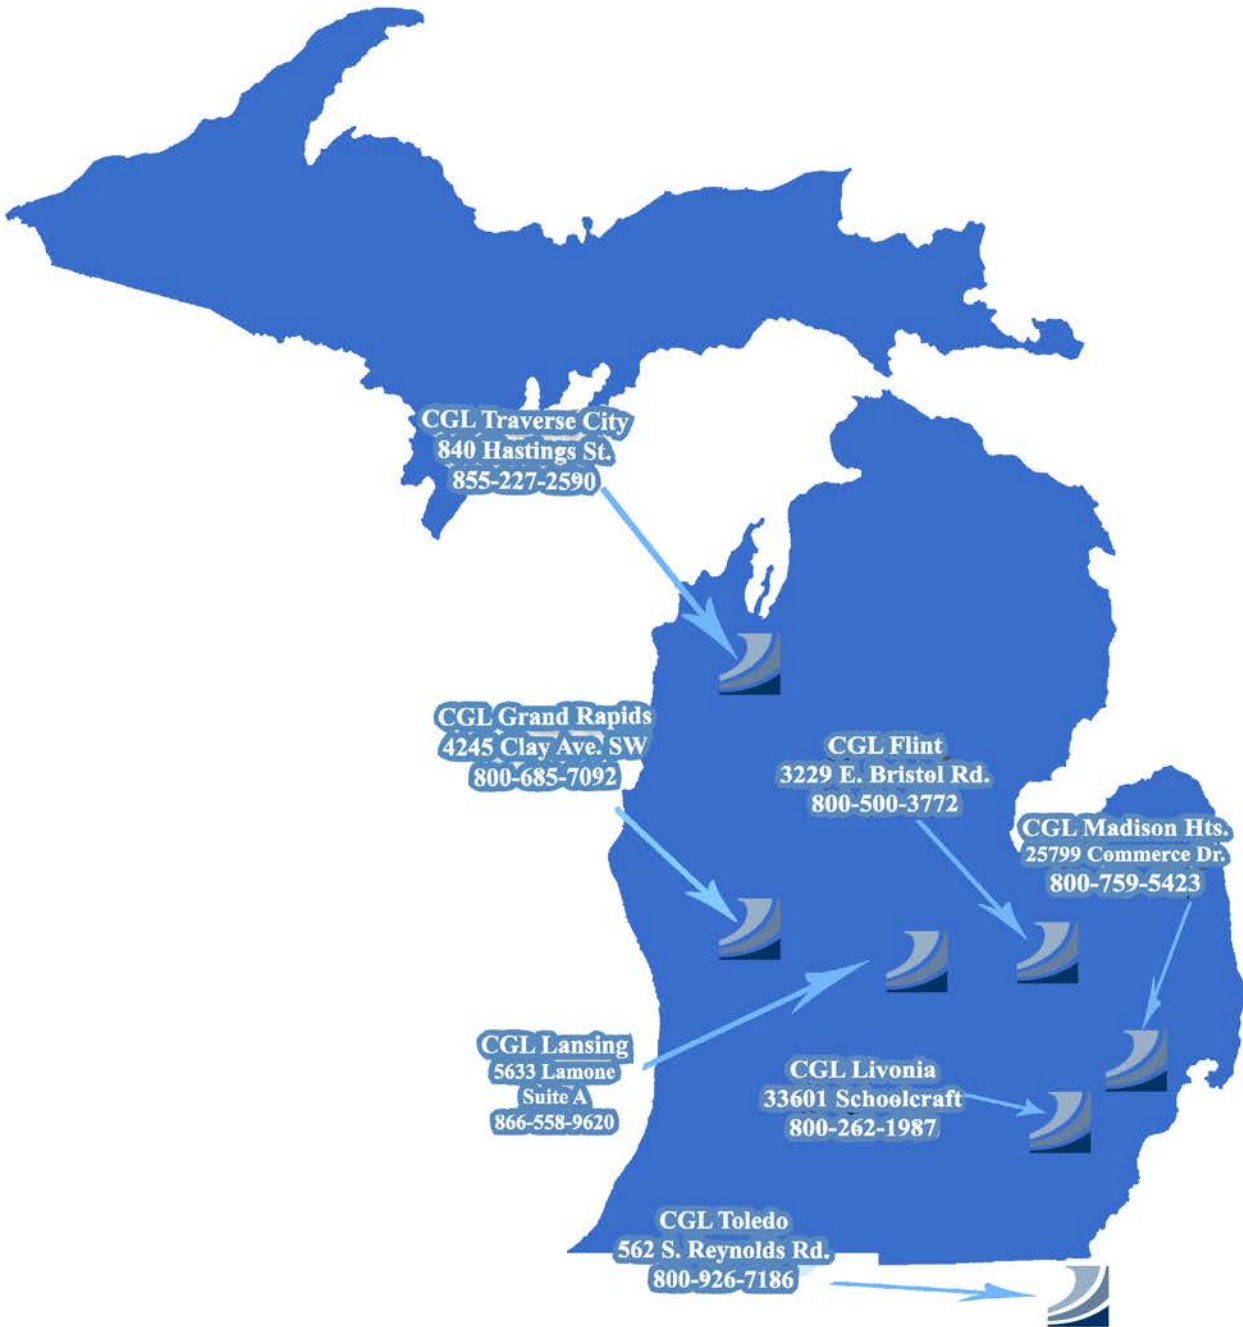 CGL Traverse City
840 Hastings St.
855-227-2590
CGL Grand Rapids
4245 Clay Ave. SW
800-685-7092
CGL Flint
3229 E. Bristol Rd.
800-500-3772
CGL Madison Hts.
25799 Commerce Dr.
800-759-5423
CGL Lansing
5633 Lamone
Suite A
866-558-9620
CGL Livonia
33601 Schoolcraft
800-262-1987
CGL Toledo
562 S. Reynolds Rd.
800-926-7186